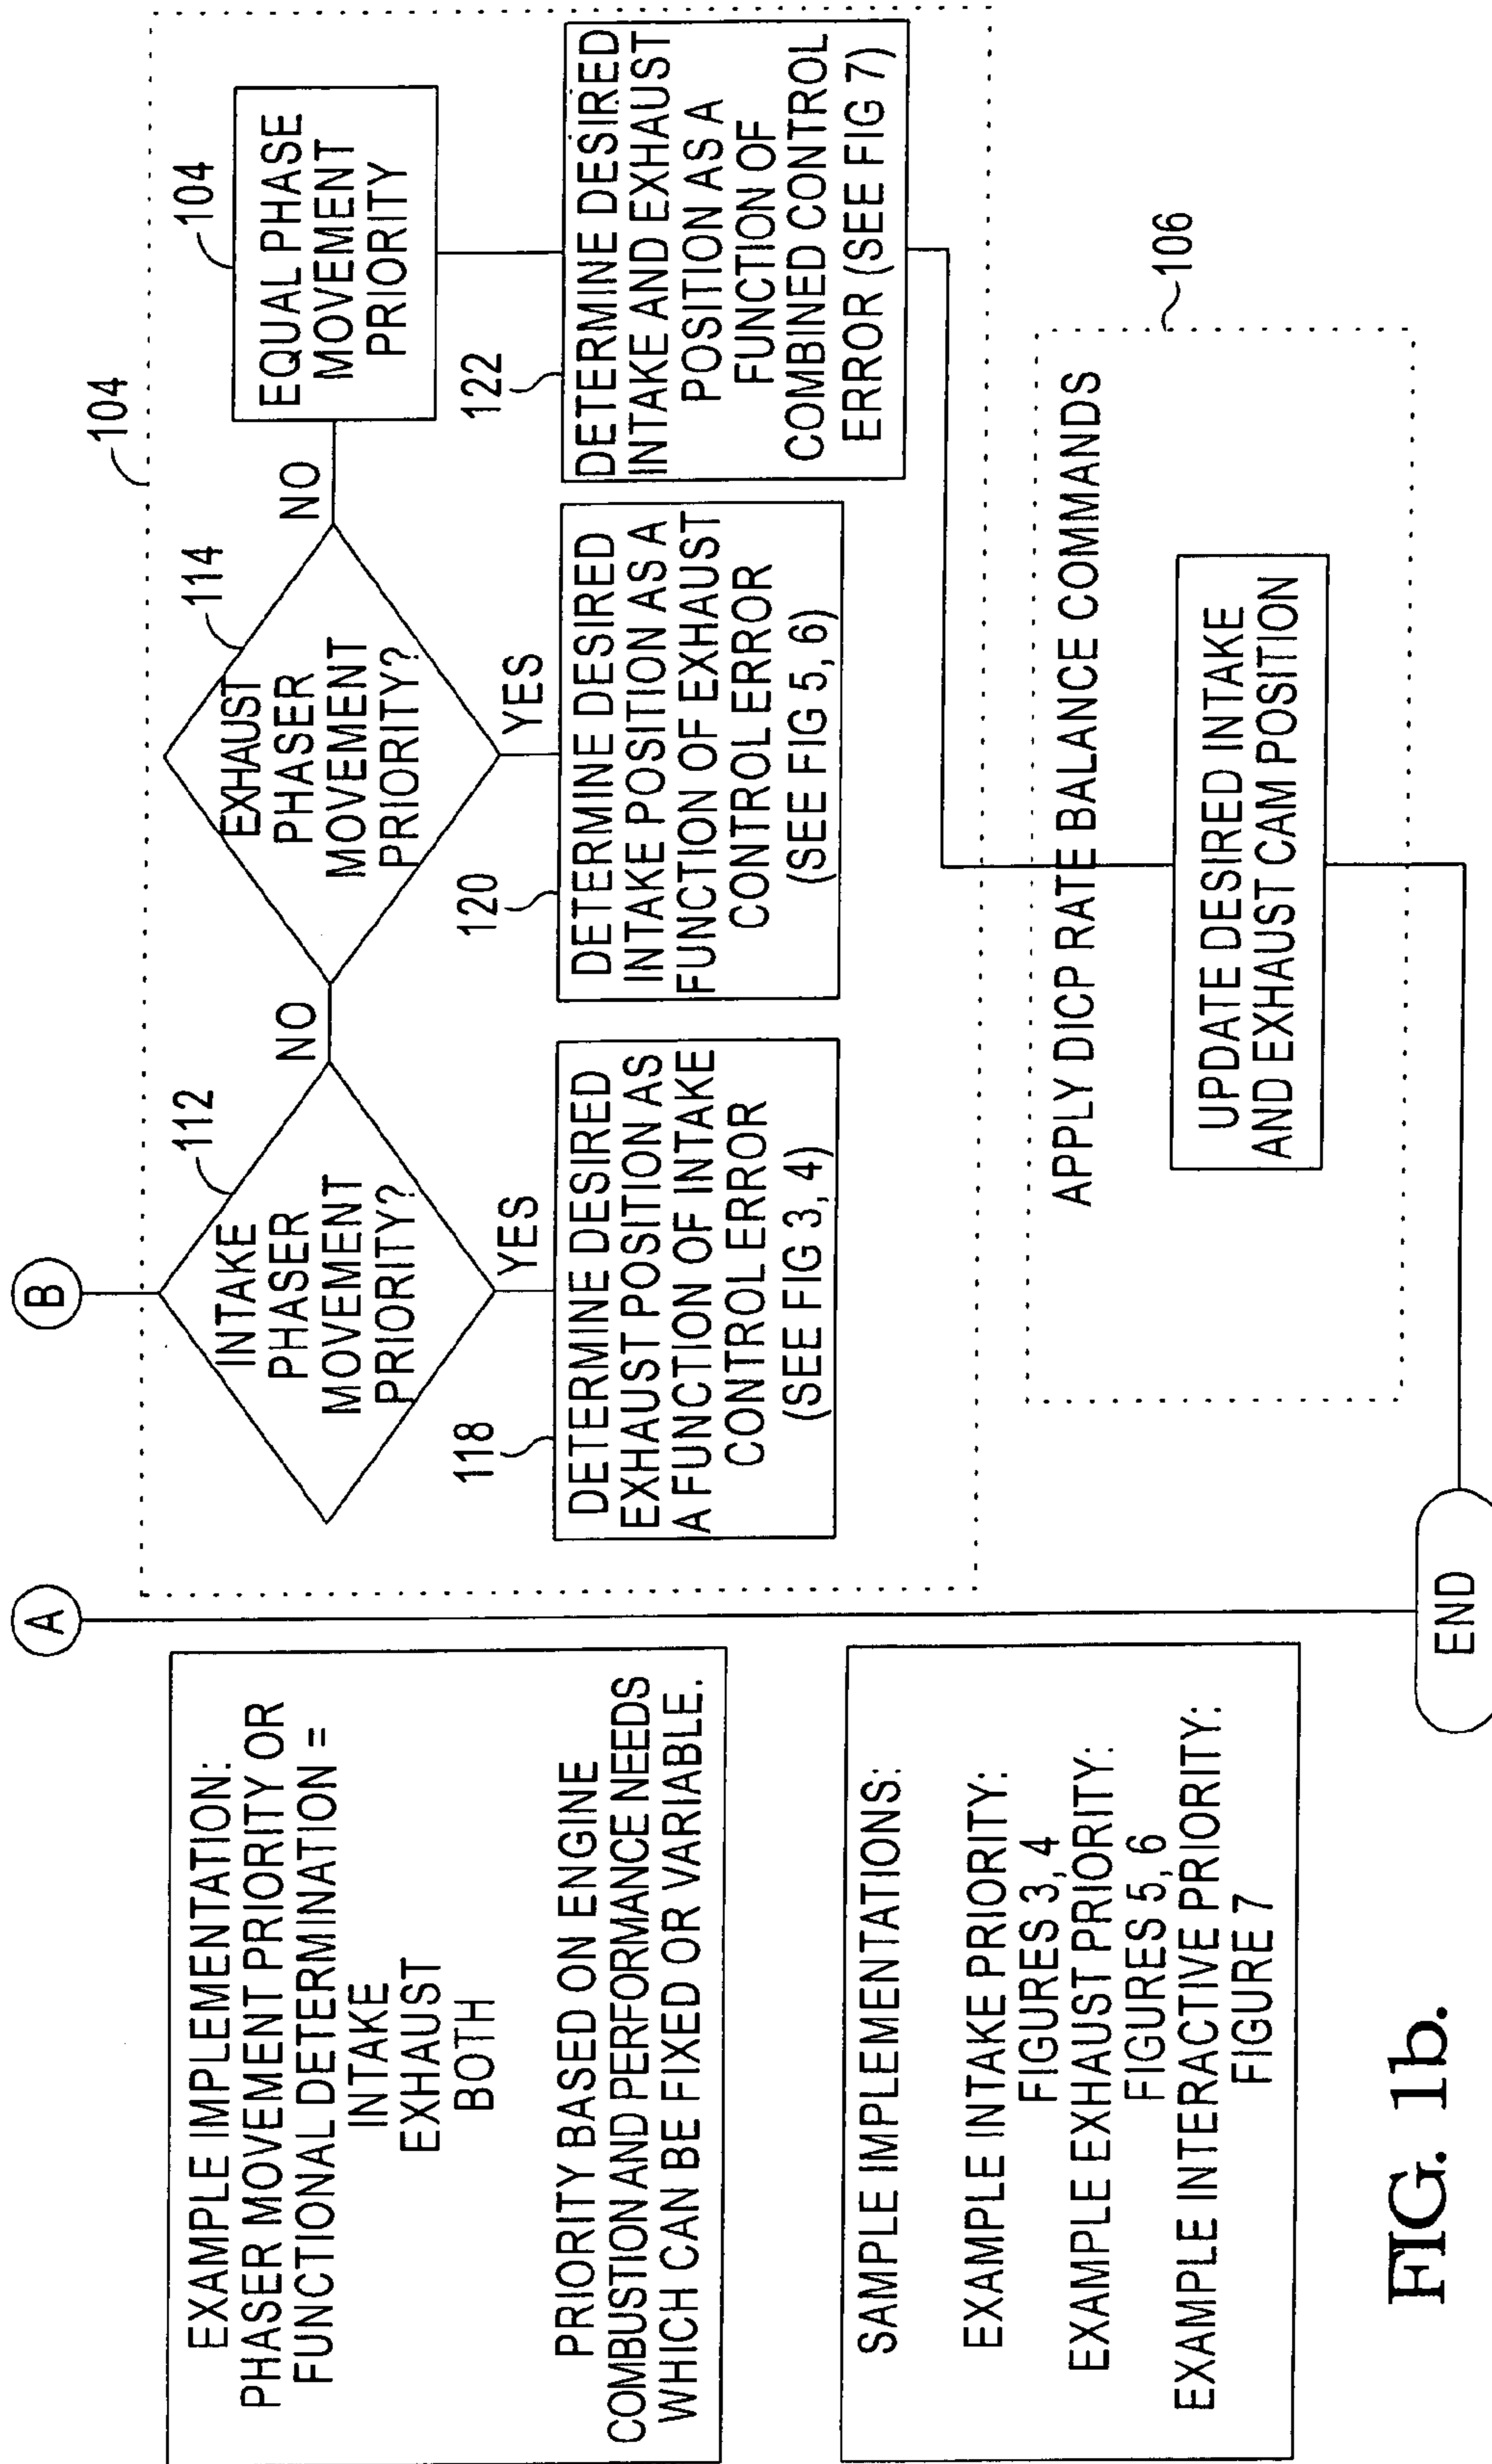 A
B
EXAMPLE IMPLEMENTATION:
PHASER MOVEMENT PRIORITY OR
FUNCTIONAL DETERMINATION =
INTAKE
EXHAUST
BOTH
PRIORITY BASED ON ENGINE
COMBUSTION AND PERFORMANCE NEEDS
WHICH CAN BE FIXED OR VARIABLE.
SAMPLE IMPLEMENTATIONS:
EXAMPLE INTAKE PRIORITY:
FIGURES 3, 4
EXAMPLE EXHAUST PRIORITY:
FIGURES 5, 6
EXAMPLE INTERACTIVE PRIORITY:
FIGURE 7
104
112
INTAKE
PHASER
MOVEMENT
PRIORITY?
NO
YES
114
EXHAUST
PHASER
MOVEMENT
PRIORITY?
NO
YES
104
EQUAL PHASE
MOVEMENT
PRIORITY
118
DETERMINE DESIRED
EXHAUST POSITION AS
A FUNCTION OF INTAKE
CONTROL ERROR
(SEE FIG 3, 4)
120
DETERMINE DESIRED
INTAKE POSITION AS A
FUNCTION OF EXHAUST
CONTROL ERROR
(SEE FIG 5, 6)
122
DETERMINE DESIRED
INTAKE AND EXHAUST
POSITION AS A
FUNCTION OF
COMBINED CONTROL
ERROR (SEE FIG 7)
106
APPLY DICP RATE BALANCE COMMANDS
UPDATE DESIRED INTAKE
AND EXHAUST CAM POSITION
END
FIG. 1b.